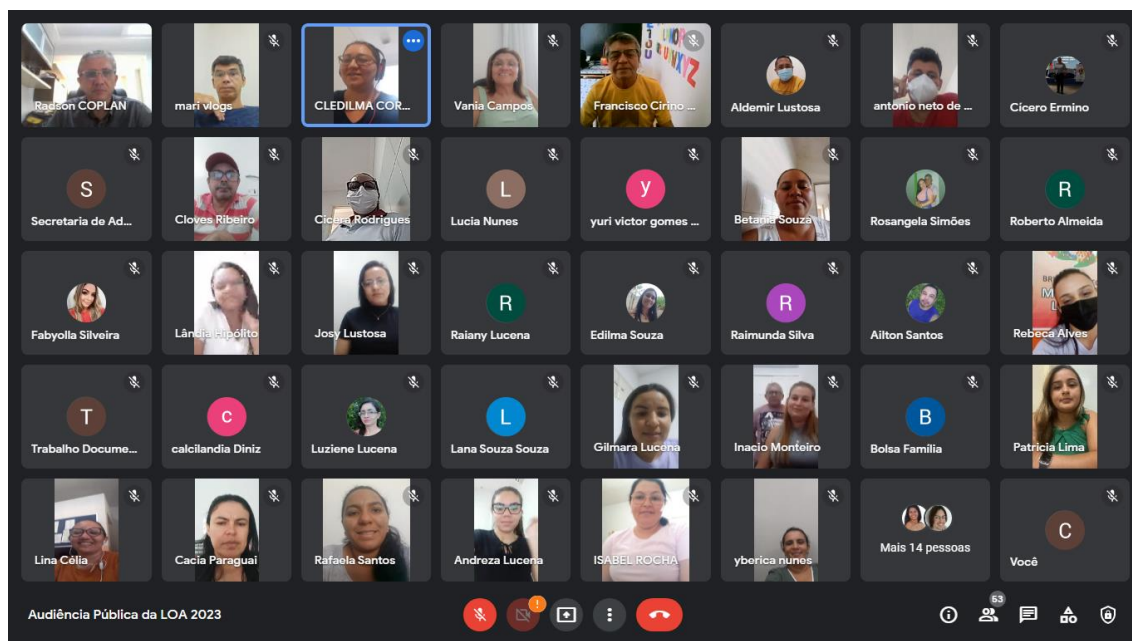 Radson COPLAN
mari vlogs
CLEDILMA COR...
Vania Campos
Francisco Cirino ...
Aldemir Lustosa
antonio neto de ...
Cícero Ermino
S
Secretaria de Ad...
Cloves Ribeiro
Cicera Rodrigues
L
Lucia Nunes
y
yuri victor gomes ...
Betania Souza
Rosangela Simões
R
Roberto Almeida
Fabyolla Silveira
Lândia Hipólito
Josy Lustosa
R
Raiany Lucena
Edilma Souza
R
Raimunda Silva
Ailton Santos
Rebeca Alves
T
Trabalho Docume...
c
calcilandia Diniz
Luziene Lucena
L
Lana Souza Souza
Gilmara Lucena
Inacio Monteiro
B
Bolsa Família
Patricia Lima
Lina Célia
Cacia Paraguai
Rafaela Santos
Andreza Lucena
ISABEL ROCHA
yberica nunes
Mais 14 pessoas
C
Você
Audiência Pública da LOA 2023
!
53